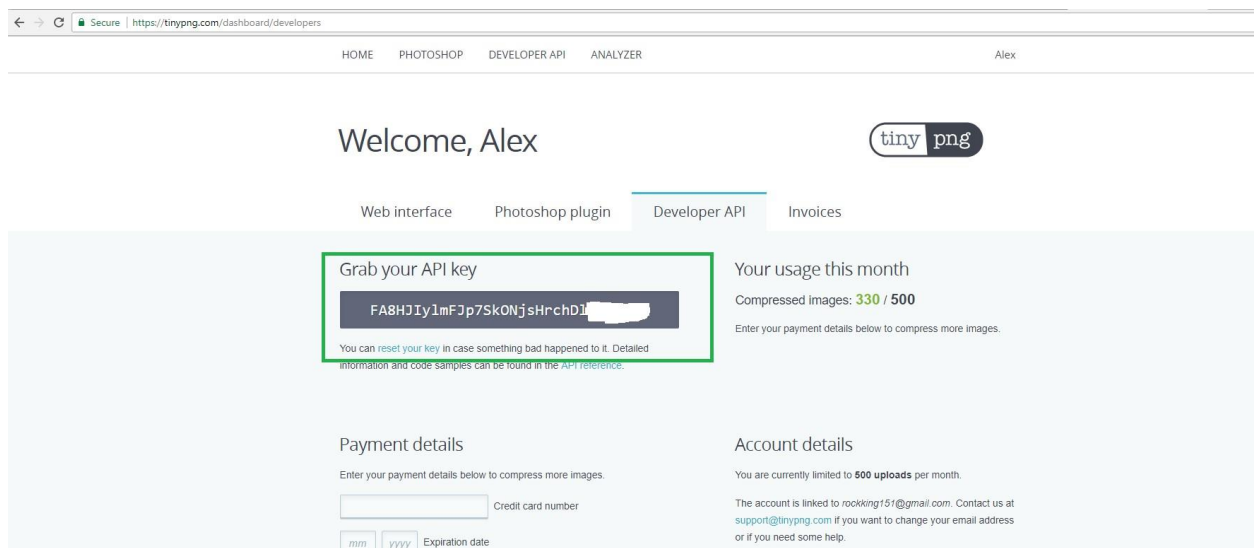 Secure | https://tinypng.com/dashboard/developers
HOME PHOTOSHOP DEVELOPER API ANALYZER Alex
Welcome, Alex
tiny png
Web interface Photoshop plugin Developer API Invoices
Grab your API key
FA8HJIylmFJp7SkONjsHrchDl
You can reset your key in case something bad happened to it. Detailed
information and code samples can be found in the API reference.
Your usage this month
Compressed images: 330 / 500
Enter your payment details below to compress more images.
Payment details
Enter your payment details below to compress more images.
Credit card number
mm yyyy Expiration date
Account details
You are currently limited to 500 uploads per month.
The account is linked to rockking151@gmail.com. Contact us at
support@tinypng.com if you want to change your email address
or if you need some help.